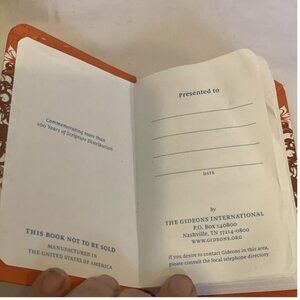 Commemorating more than
100 Years of Scripture Distribution
THIS BOOK NOT TO BE SOLD
MANUFACTURED IN
THE UNITED STATES OF AMERICA
Presented to
DATE
by
THE GIDEONS INTERNATIONAL
P.O. Box 140800
Nashville, TN 37214-0800
WWW.GIDEONS.ORG
If you desire to contact Gideons in this area,
please consult the local telephone directory.